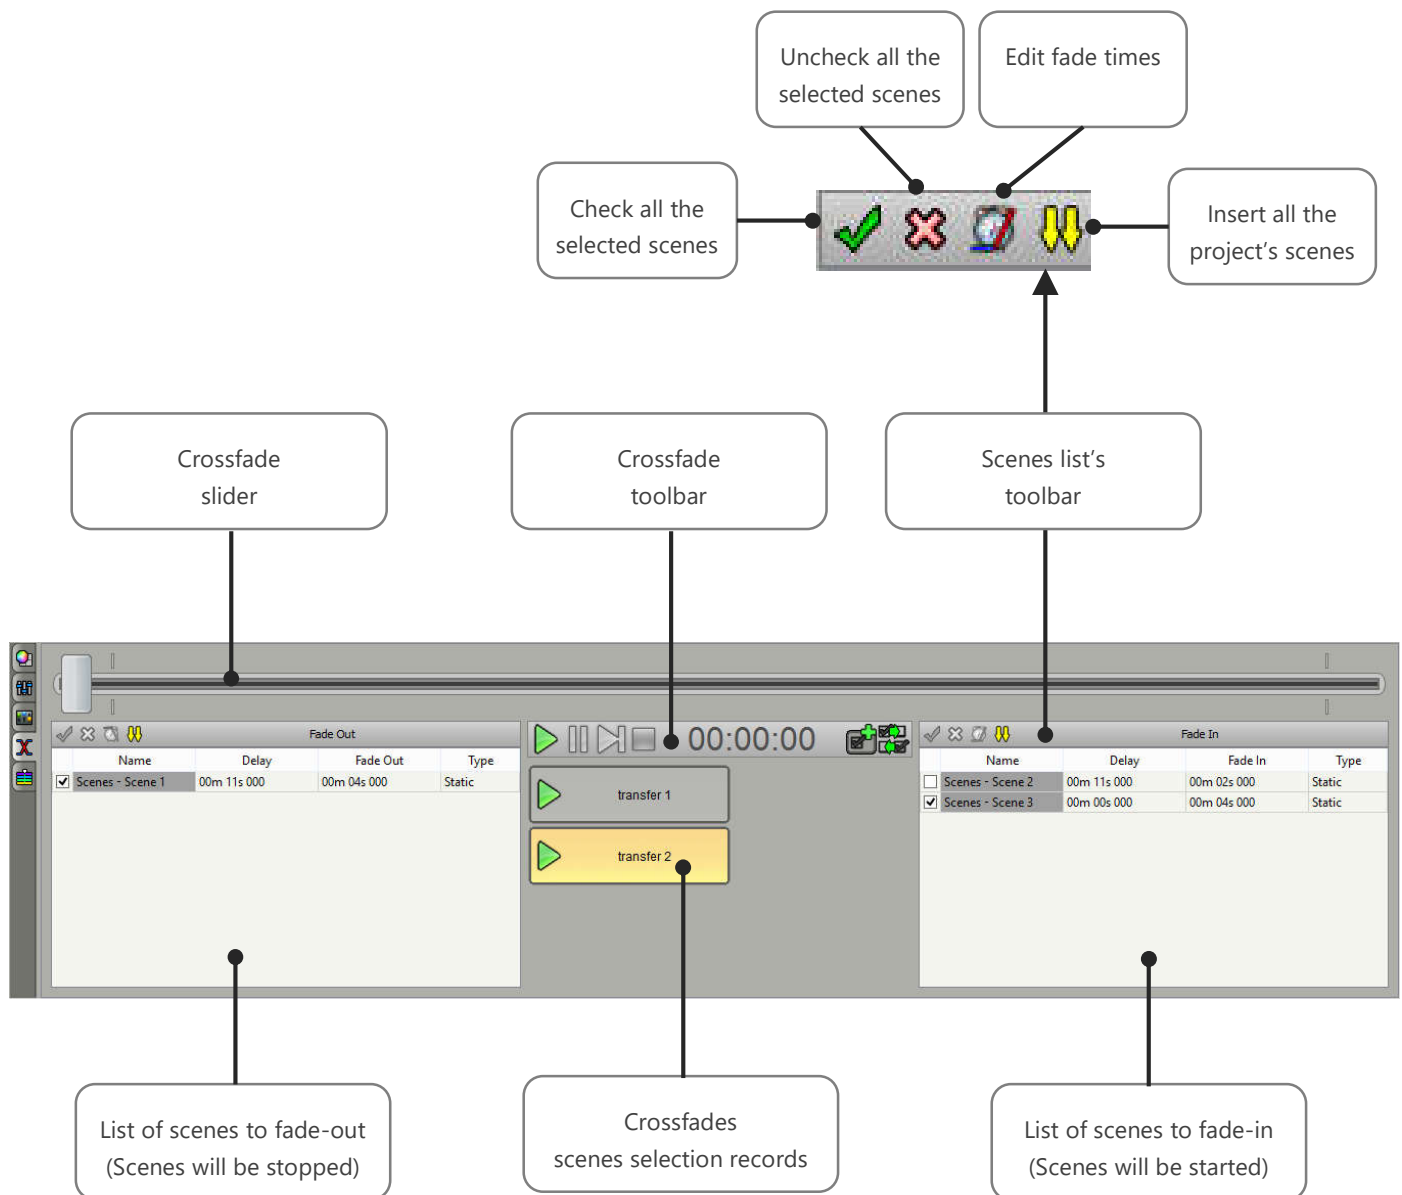 Uncheck all the
selected scenes
Edit fade times
Check all the
selected scenes
Insert all the
project's scenes
Crossfade
slider
Crossfade
toolbar
Scenes list's
toolbar
Fade Out
Name Delay Fade Out Type
Scenes - Scene 1 00m 11s 000 00m 04s 000 Static
00:00:00
transfer 1
transfer 2
Fade In
Name Delay Fade In Type
Scenes - Scene 2 00m 11s 000 00m 02s 000 Static
Scenes - Scene 3 00m 00s 000 00m 04s 000 Static
List of scenes to fade-out
(Scenes will be stopped)
Crossfades
scenes selection records
List of scenes to fade-in
(Scenes will be started)